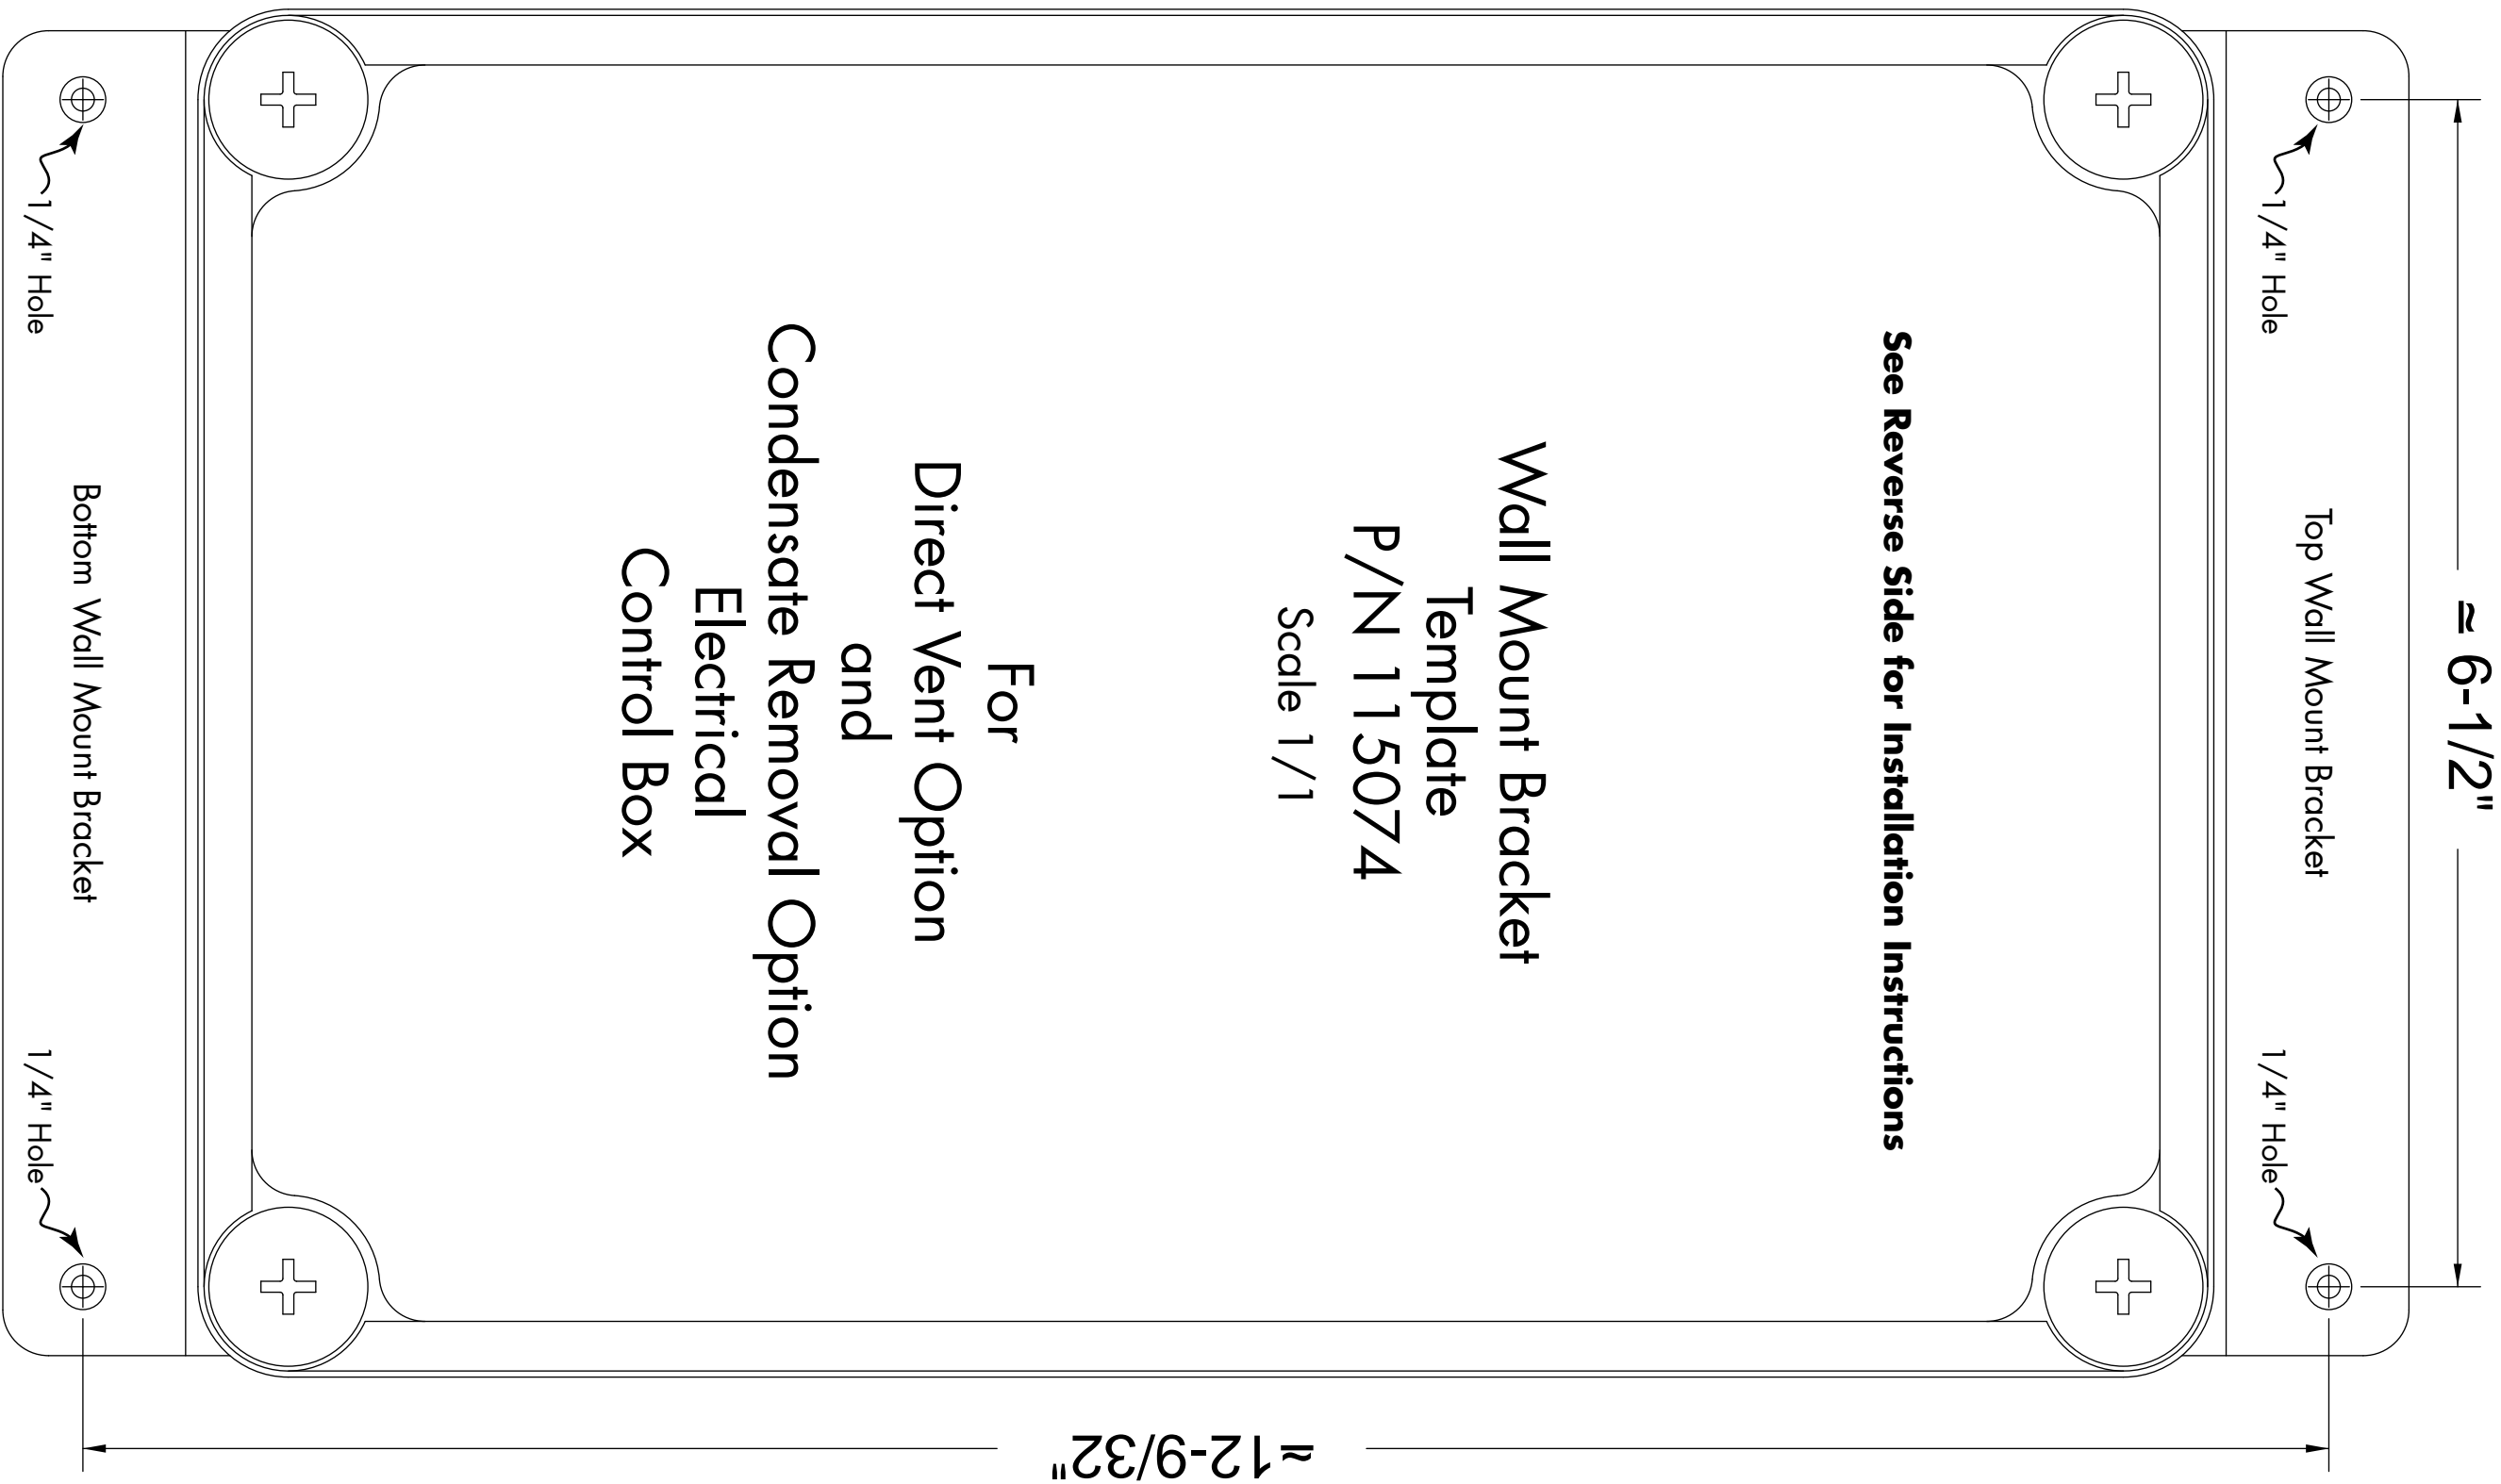 ≃ 6-1/2"
1/4" Hole
Top Wall Mount Bracket
1/4" Hole
See Reverse Side for Installation Instructions
Wall Mount Bracket
Template
P/N 115074
Scale 1/1
For
Direct Vent Option
and
Condensate Removal Option
Electrical
Control Box
≃12-9/32"
1/4" Hole
Bottom Wall Mount Bracket
1/4" Hole